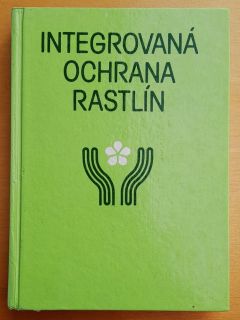 INTEGROVANÁ
OCHRANA
RASTLÍN